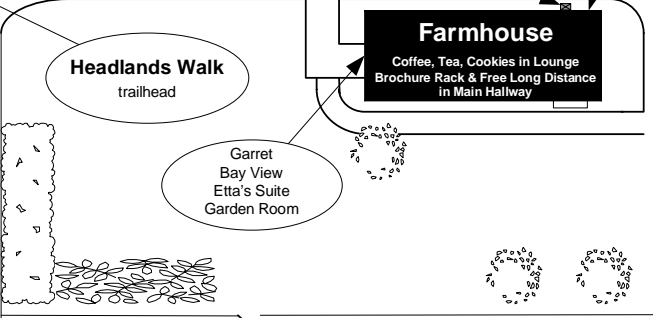 Farmhouse
Coffee, Tea, Cookies in Lounge
Brochure Rack & Free Long Distance
in Main Hallway
Headlands Walk
trailhead
Garret
Bay View
Etta's Suite
Garden Room